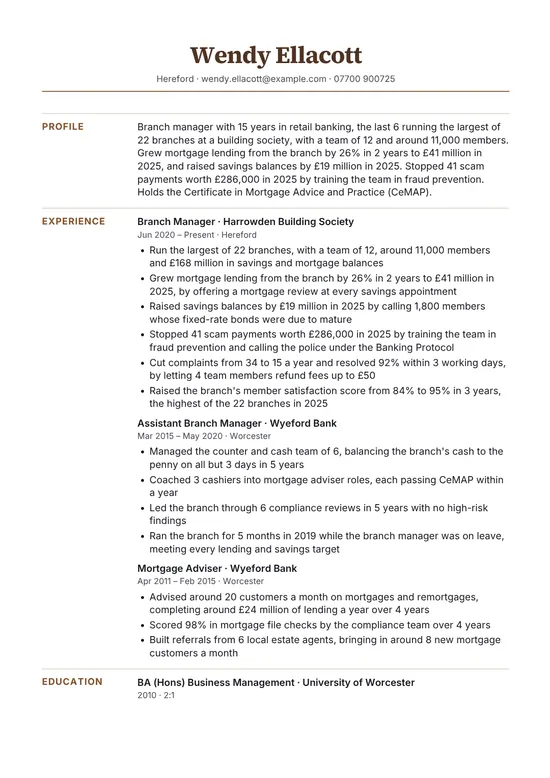 Wendy Ellacott
Hereford · wendy.ellacott@example.com · 07700 900725
PROFILE
Branch manager with 15 years in retail banking, the last 6 running the largest of
22 branches at a building society, with a team of 12 and around 11,000 members.
Grew mortgage lending from the branch by 26% in 2 years to £41 million in
2025, and raised savings balances by £19 million in 2025. Stopped 41 scam
payments worth £286,000 in 2025 by training the team in fraud prevention.
Holds the Certificate in Mortgage Advice and Practice (CeMAP).
EXPERIENCE
Branch Manager · Harrowden Building Society
Jun 2020 – Present · Hereford
• Run the largest of 22 branches, with a team of 12, around 11,000 members
and £168 million in savings and mortgage balances
• Grew mortgage lending from the branch by 26% in 2 years to £41 million in
2025, by offering a mortgage review at every savings appointment
• Raised savings balances by £19 million in 2025 by calling 1,800 members
whose fixed-rate bonds were due to mature
• Stopped 41 scam payments worth £286,000 in 2025 by training the team in
fraud prevention and calling the police under the Banking Protocol
• Cut complaints from 34 to 15 a year and resolved 92% within 3 working days,
by letting 4 team members refund fees up to £50
• Raised the branch's member satisfaction score from 84% to 95% in 3 years,
the highest of the 22 branches in 2025
Assistant Branch Manager · Wyeford Bank
Mar 2015 – May 2020 · Worcester
• Managed the counter and cash team of 6, balancing the branch's cash to the
penny on all but 3 days in 5 years
• Coached 3 cashiers into mortgage adviser roles, each passing CeMAP within
a year
• Led the branch through 6 compliance reviews in 5 years with no high-risk
findings
• Ran the branch for 5 months in 2019 while the branch manager was on leave,
meeting every lending and savings target
Mortgage Adviser · Wyeford Bank
Apr 2011 – Feb 2015 · Worcester
• Advised around 20 customers a month on mortgages and remortgages,
completing around £24 million of lending a year over 4 years
• Scored 98% in mortgage file checks by the compliance team over 4 years
• Built referrals from 6 local estate agents, bringing in around 8 new mortgage
customers a month
EDUCATION
BA (Hons) Business Management · University of Worcester
2010 · 2:1